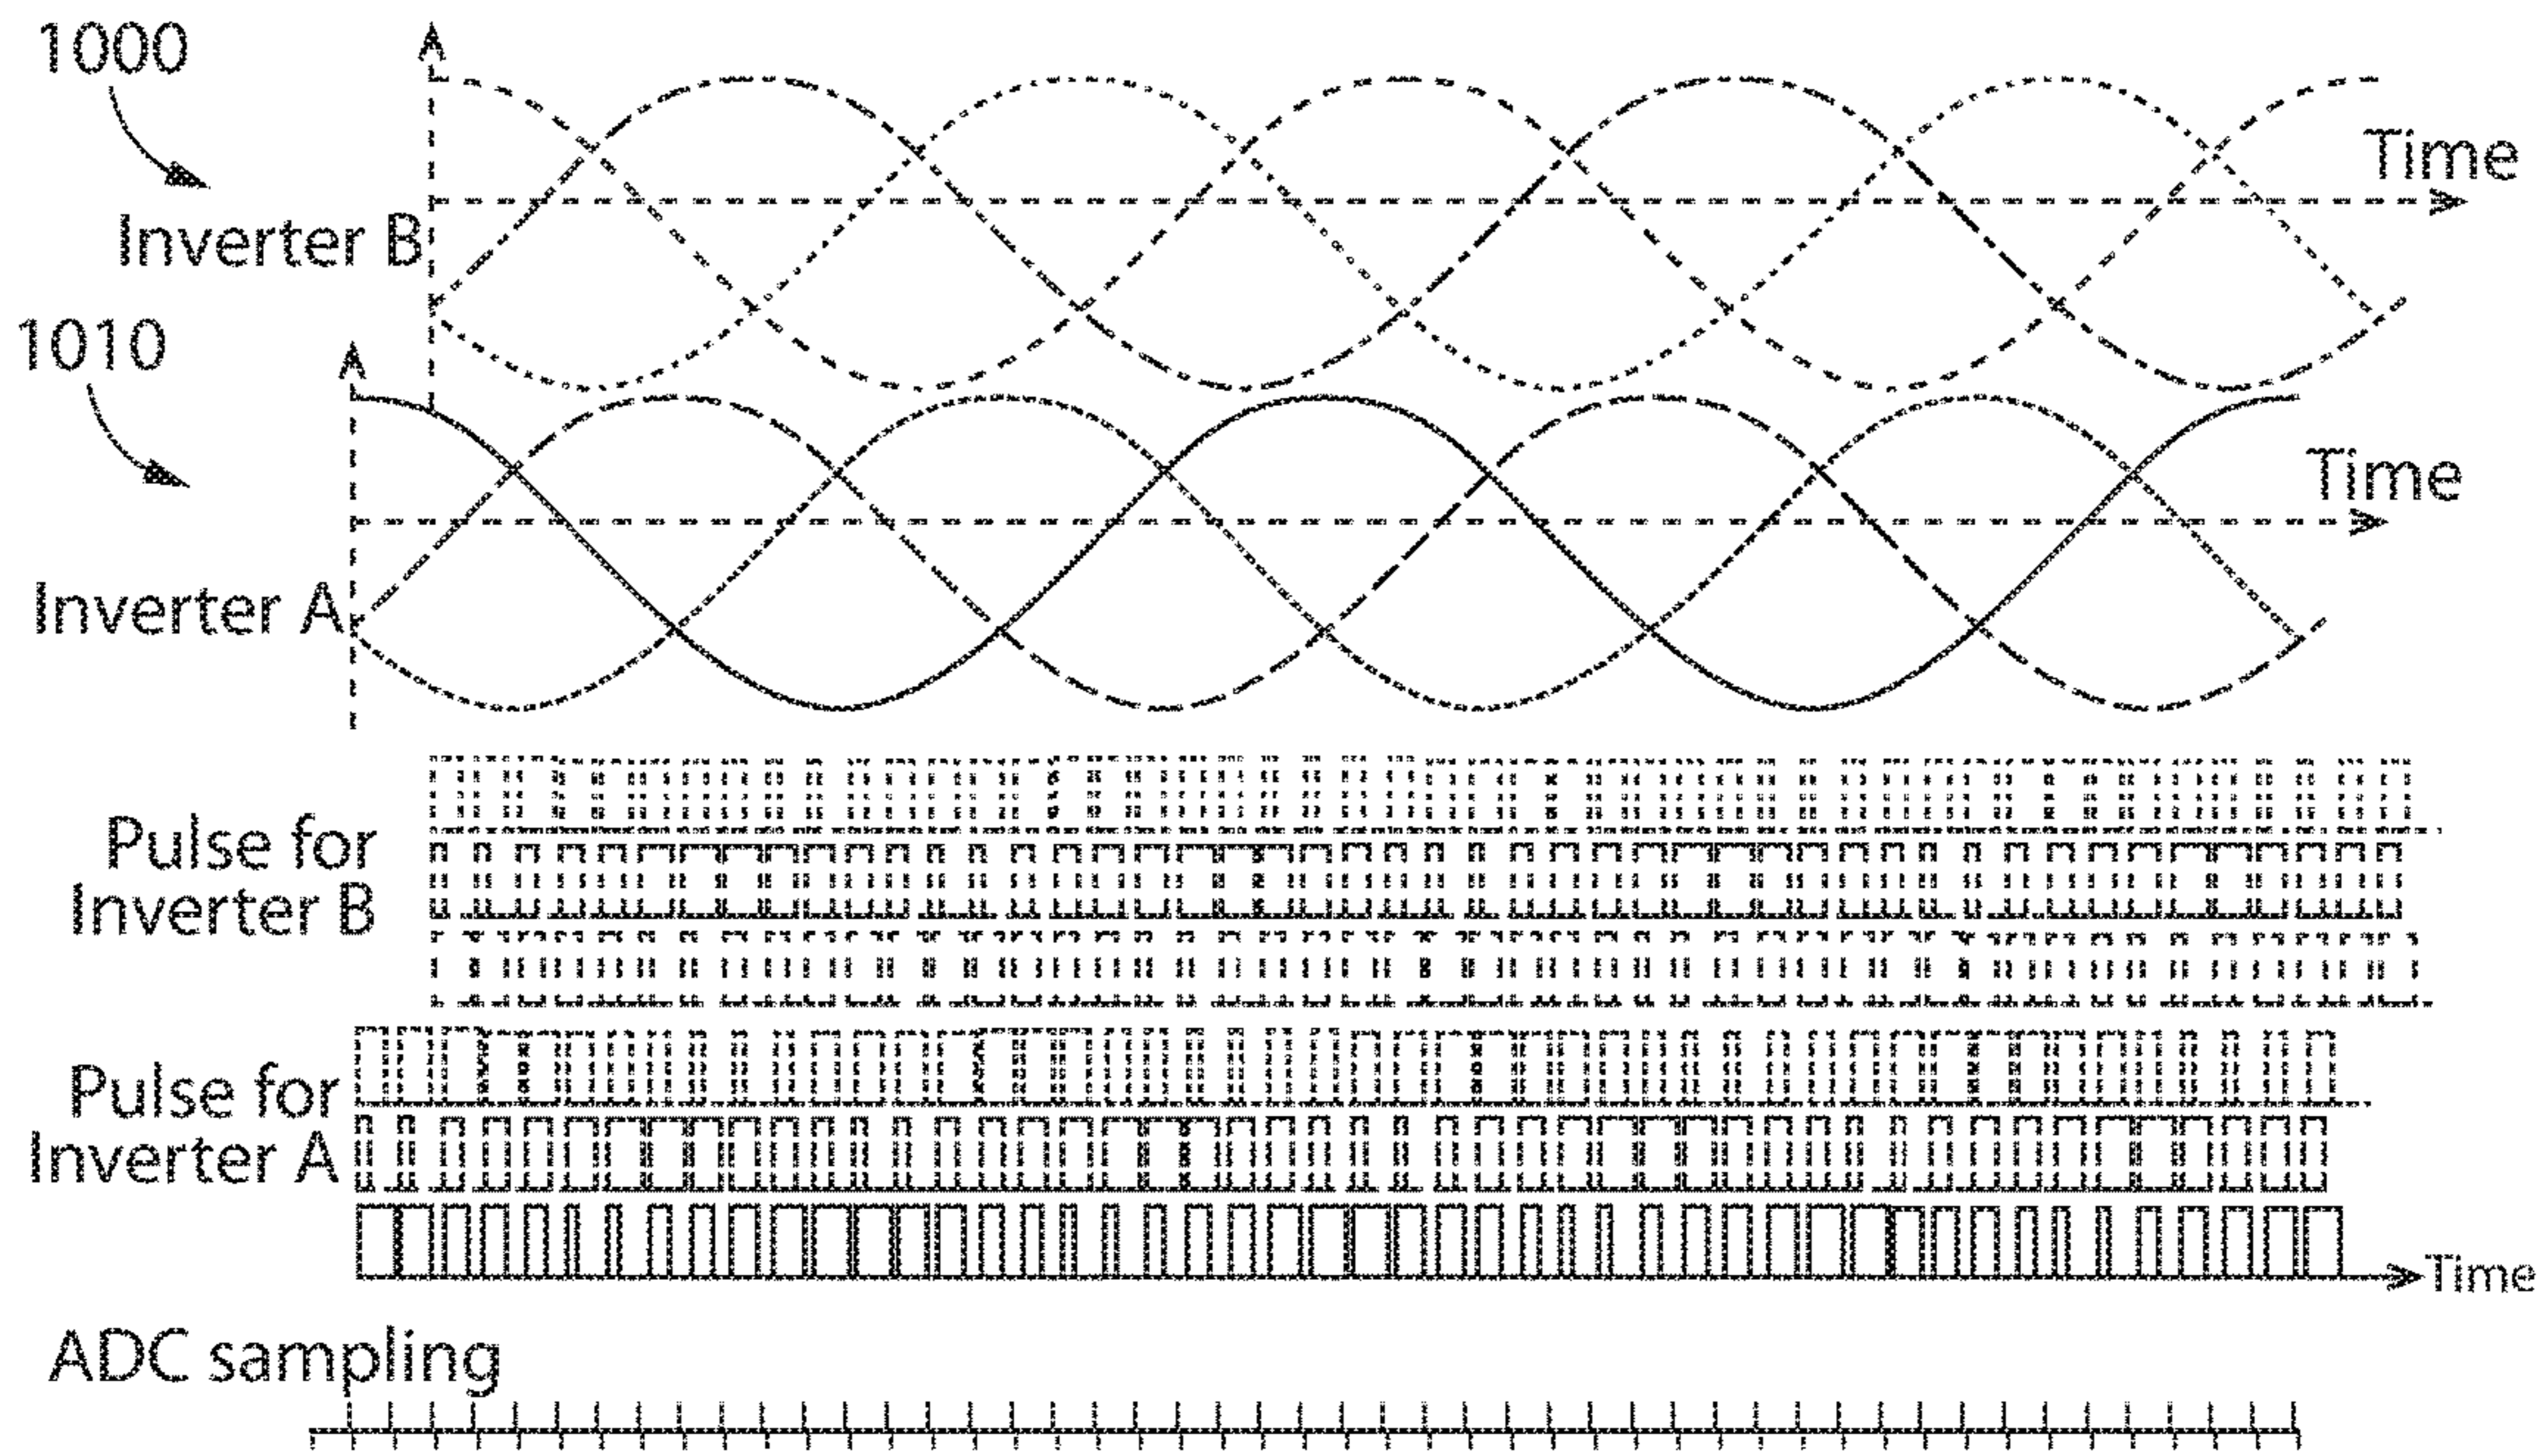 1000
Time
Inverter B
1010
Time
Inverter A
Pulse for
Inverter B
Pulse for
Inverter A
Time
ADC sampling